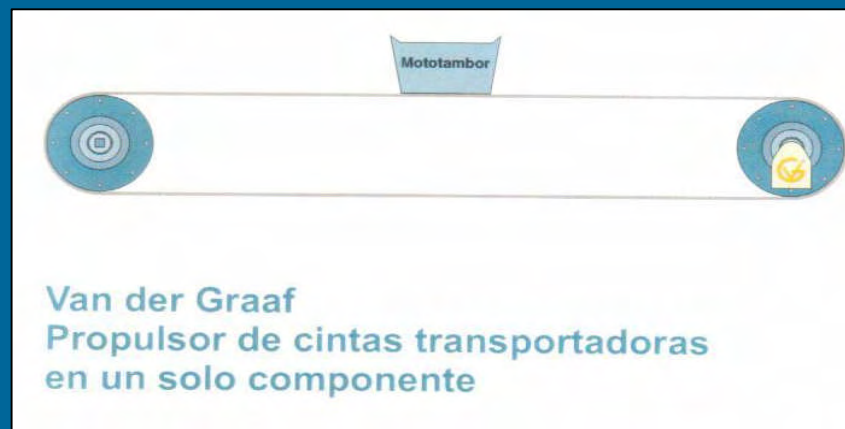 Mototambor
Van der Graaf
Propulsor de cintas transportadoras
en un solo componente